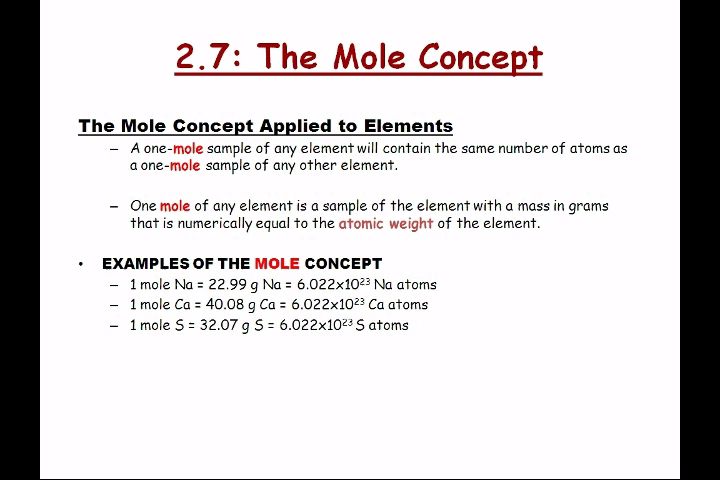 2.7: The Mole Concept
The Mole Concept Applied to Elements
– A one-mole sample of any element will contain the same number of atoms as
a one-mole sample of any other element.
– One mole of any element is a sample of the element with a mass in grams
that is numerically equal to the atomic weight of the element.
• EXAMPLES OF THE MOLE CONCEPT
– 1 mole Na = 22.99 g Na = 6.022x10²³ Na atoms
– 1 mole Ca = 40.08 g Ca = 6.022x10²³ Ca atoms
– 1 mole S = 32.07 g S = 6.022x10²³ S atoms